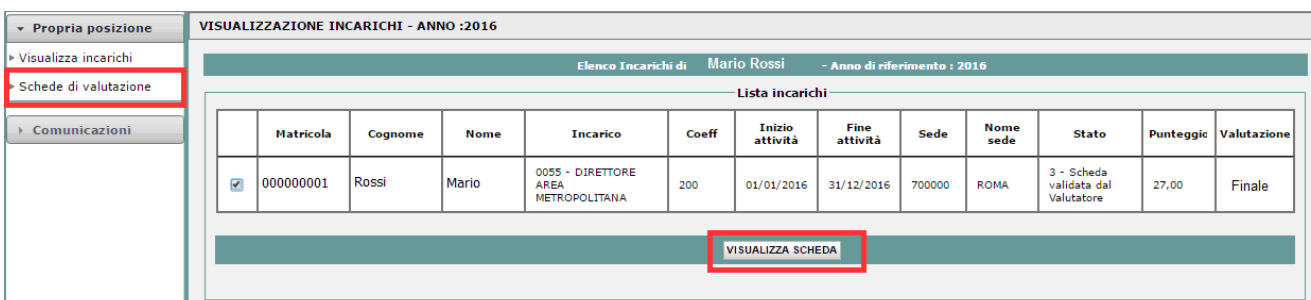 Propria posizione
Visualizza incarichi
Schede di valutazione
Comunicazioni
VISUALIZZAZIONE INCARICHI - ANNO :2016
Elenco Incarichi di Mario Rossi - Anno di riferimento : 2016
Lista incarichi
Matricola Cognome Nome Incarico Coeff Inizio attività Fine attività Sede Nome sede Stato Punteggio Valutazione
000000001 Rossi Mario 0055 - DIRETTORE AREA METROPOLITANA 200 01/01/2016 31/12/2016 700000 ROMA 3 - Scheda validata dal Valutatore 27,00 Finale
VISUALIZZA SCHEDA